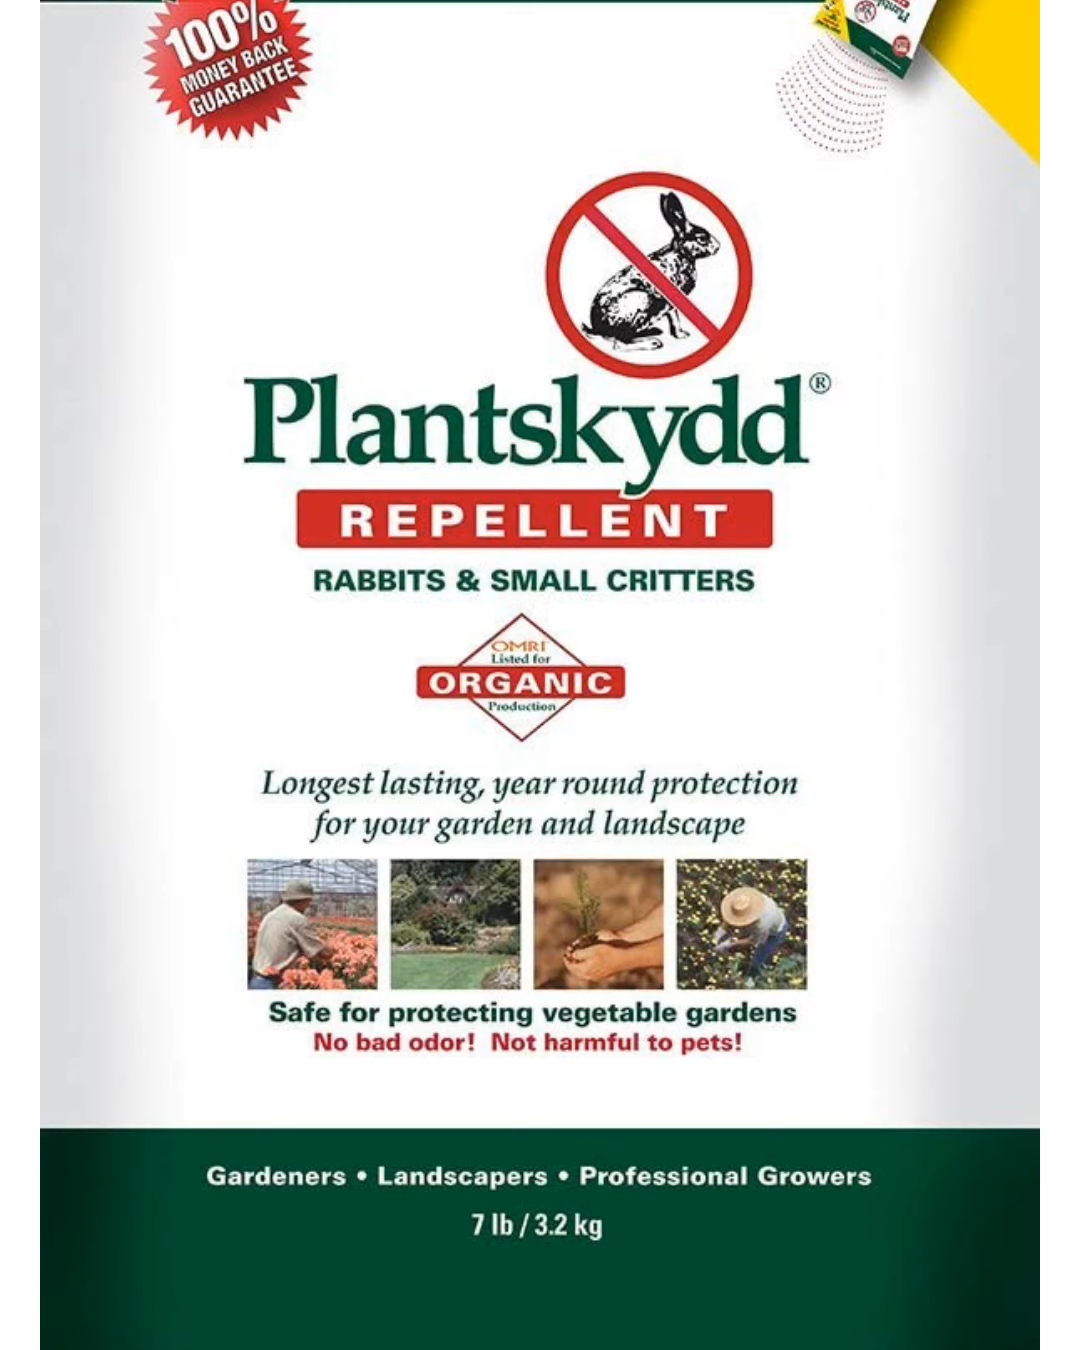 100%
MONEY BACK
GUARANTEE
Plantskydd®
REPELLENT
RABBITS & SMALL CRITTERS
OMRI
Listed for
ORGANIC
Production
Longest lasting, year round protection
for your garden and landscape
Safe for protecting vegetable gardens
No bad odor! Not harmful to pets!
Gardeners • Landscapers • Professional Growers
7 lb / 3.2 kg